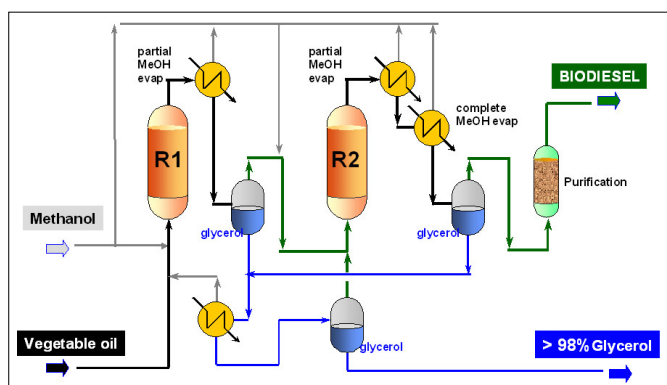 partial
MeOH
evap
partial
MeOH
evap
BIODIESEL
complete
MeOH evap
R1
R2
Purification
Methanol
glycerol
glycerol
Vegetable oil
glycerol
> 98% Glycerol